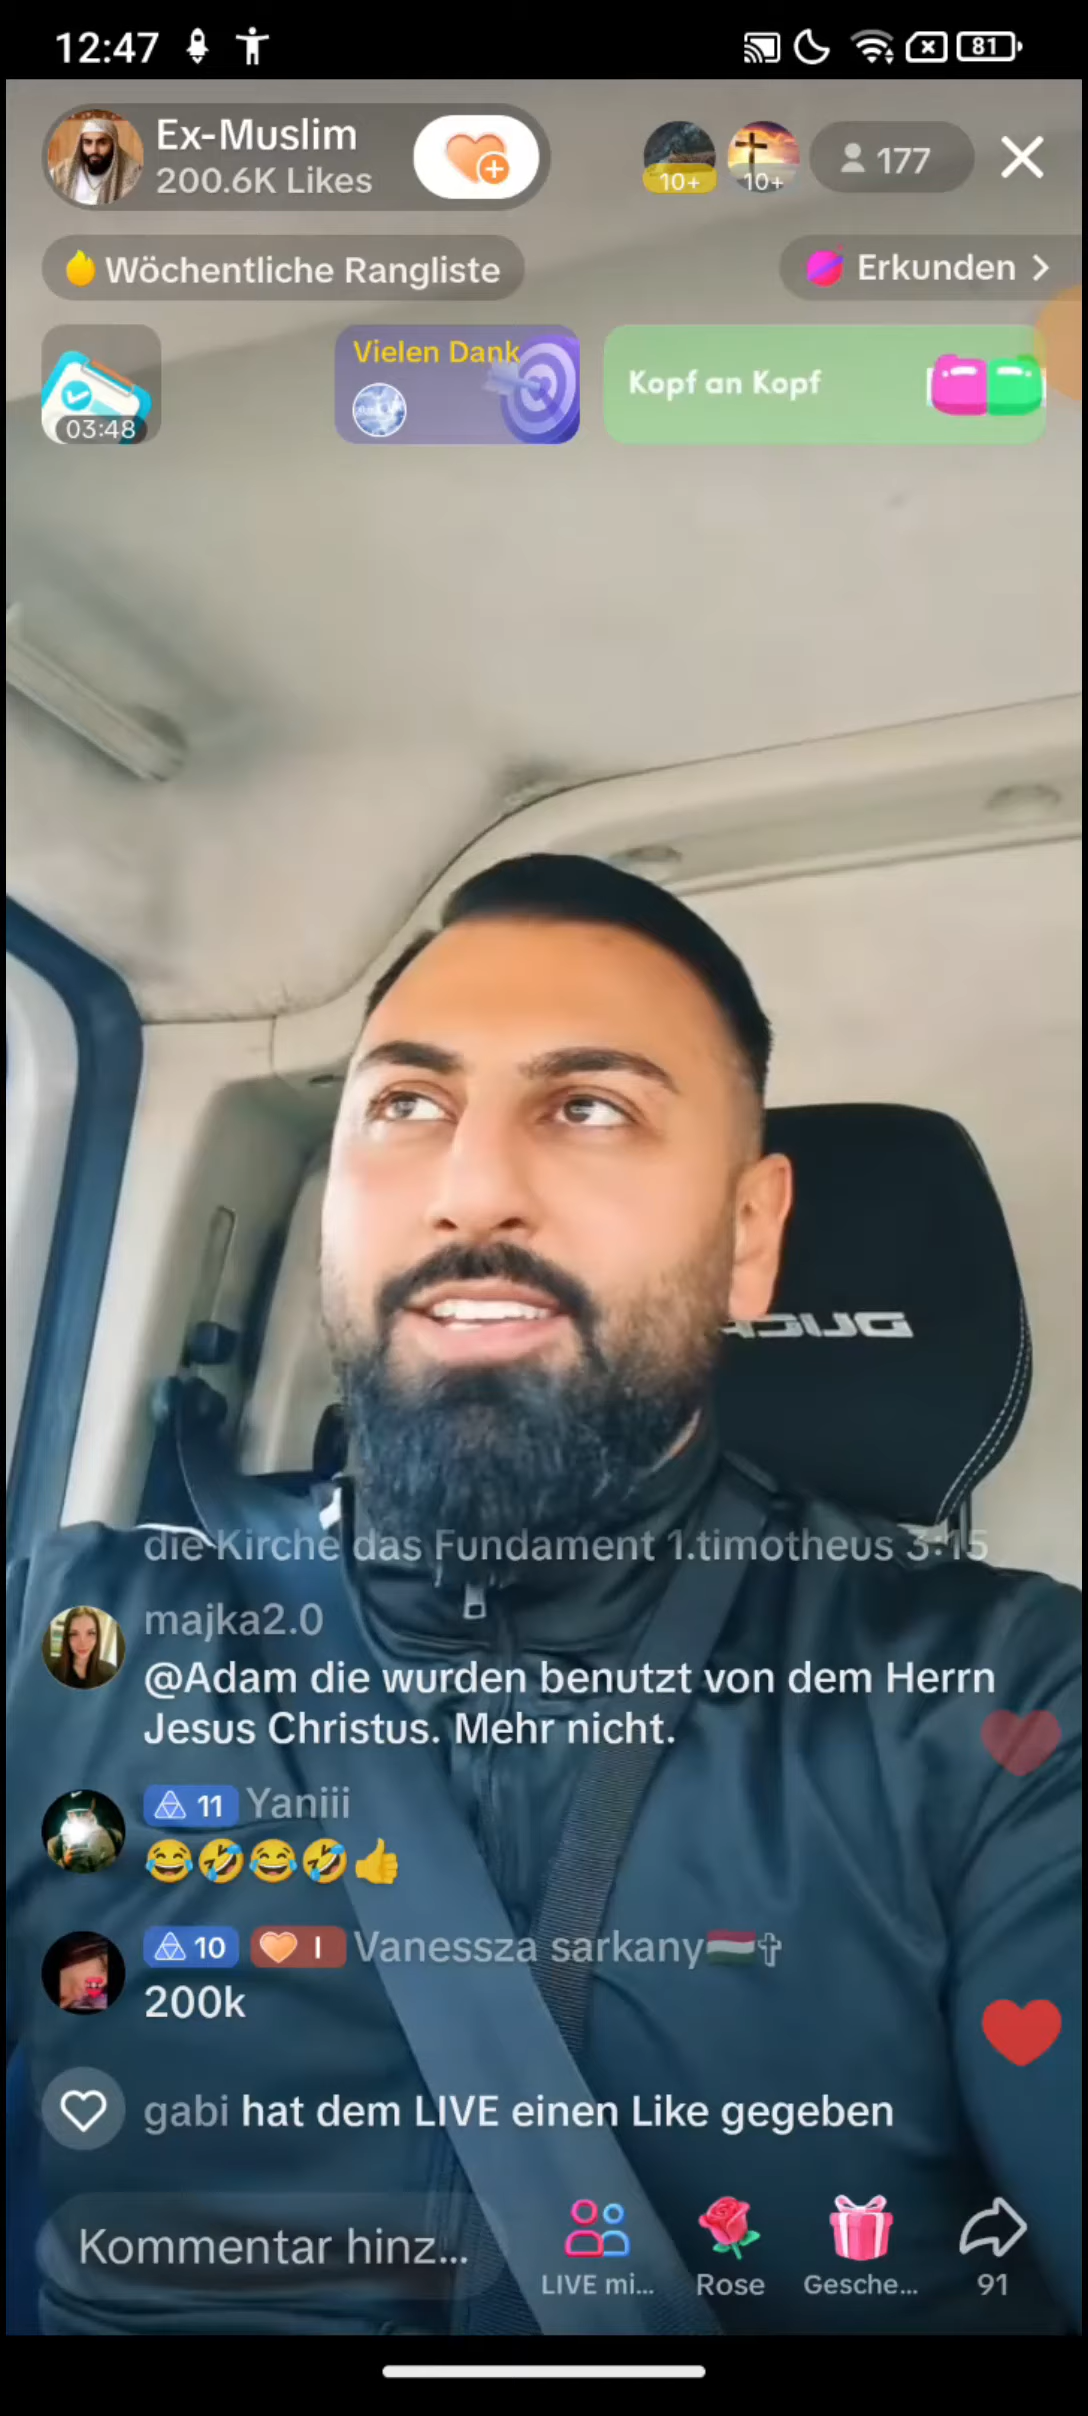 12:47
81
Ex-Muslim
200.6K Likes
10+
10+
177
Wöchentliche Rangliste
Erkunden >
Vielen Dank
Kopf an Kopf
03:48
die Kirche das Fundament 1.timotheus 3:15
majka2.0
@Adam die wurden benutzt von dem Herrn
Jesus Christus. Mehr nicht.
11 Yaniii
😂🤣😂🤣👍
10 I Vanessza sarkany🇭🇺✞
200k
gabi hat dem LIVE einen Like gegeben
Kommentar hinz...
LIVE mi...
Rose
Gesche...
91